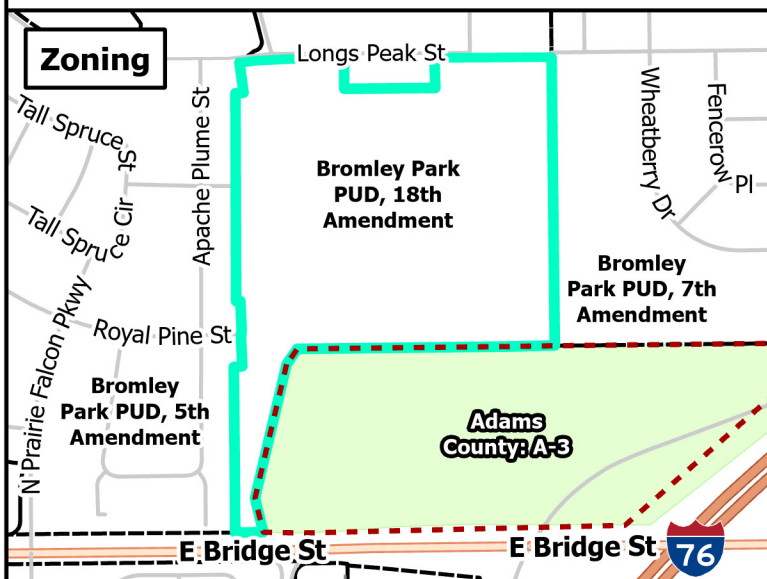 Zoning
Longs Peak St
Tall Spruce St
Apache Plume St
Wheatberry Dr
Fencerow Pl
Bromley Park
PUD, 18th
Amendment
Tall Spruce Cir
Bromley
Park PUD, 7th
Amendment
N Prairie Falcon Pkwy
Royal Pine St
Bromley
Park PUD, 5th
Amendment
Adams
County: A-3
E Bridge St
E Bridge St
76